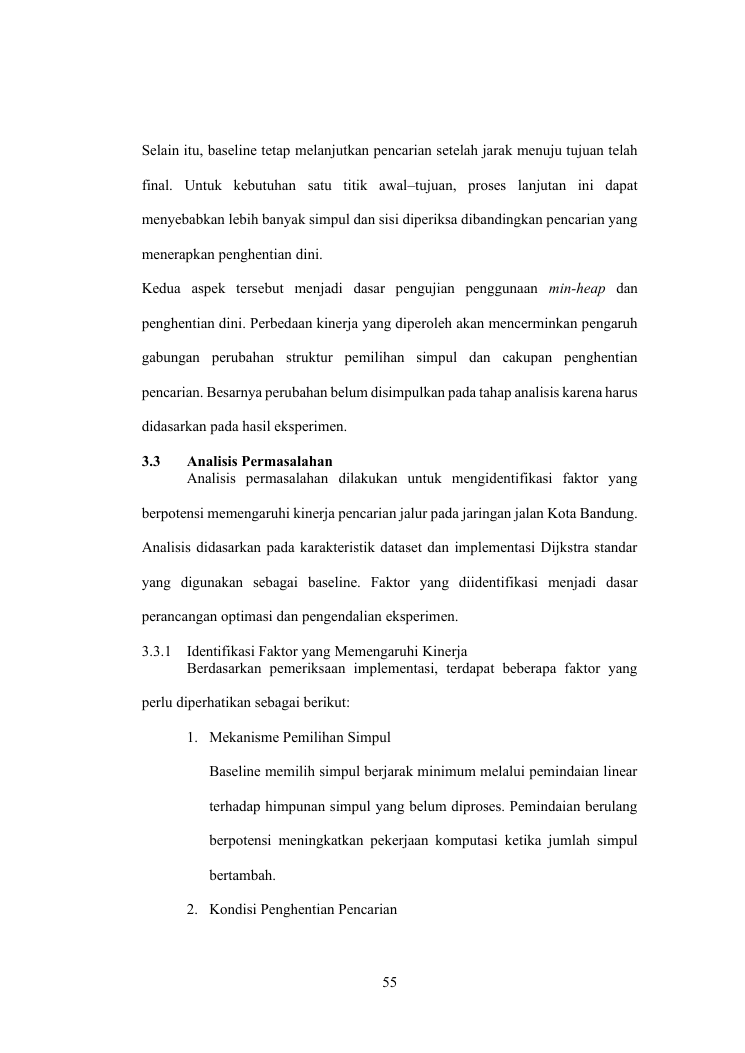 Selain itu, baseline tetap melanjutkan pencarian setelah jarak menuju tujuan telah
final. Untuk kebutuhan satu titik awal–tujuan, proses lanjutan ini dapat
menyebabkan lebih banyak simpul dan sisi diperiksa dibandingkan pencarian yang
menerapkan penghentian dini.
Kedua aspek tersebut menjadi dasar pengujian penggunaan min-heap dan
penghentian dini. Perbedaan kinerja yang diperoleh akan mencerminkan pengaruh
gabungan perubahan struktur pemilihan simpul dan cakupan penghentian
pencarian. Besarnya perubahan belum disimpulkan pada tahap analisis karena harus
didasarkan pada hasil eksperimen.
3.3 Analisis Permasalahan
Analisis permasalahan dilakukan untuk mengidentifikasi faktor yang
berpotensi memengaruhi kinerja pencarian jalur pada jaringan jalan Kota Bandung.
Analisis didasarkan pada karakteristik dataset dan implementasi Dijkstra standar
yang digunakan sebagai baseline. Faktor yang diidentifikasi menjadi dasar
perancangan optimasi dan pengendalian eksperimen.
3.3.1 Identifikasi Faktor yang Memengaruhi Kinerja
Berdasarkan pemeriksaan implementasi, terdapat beberapa faktor yang
perlu diperhatikan sebagai berikut:
1. Mekanisme Pemilihan Simpul
Baseline memilih simpul berjarak minimum melalui pemindaian linear
terhadap himpunan simpul yang belum diproses. Pemindaian berulang
berpotensi meningkatkan pekerjaan komputasi ketika jumlah simpul
bertambah.
2. Kondisi Penghentian Pencarian
55